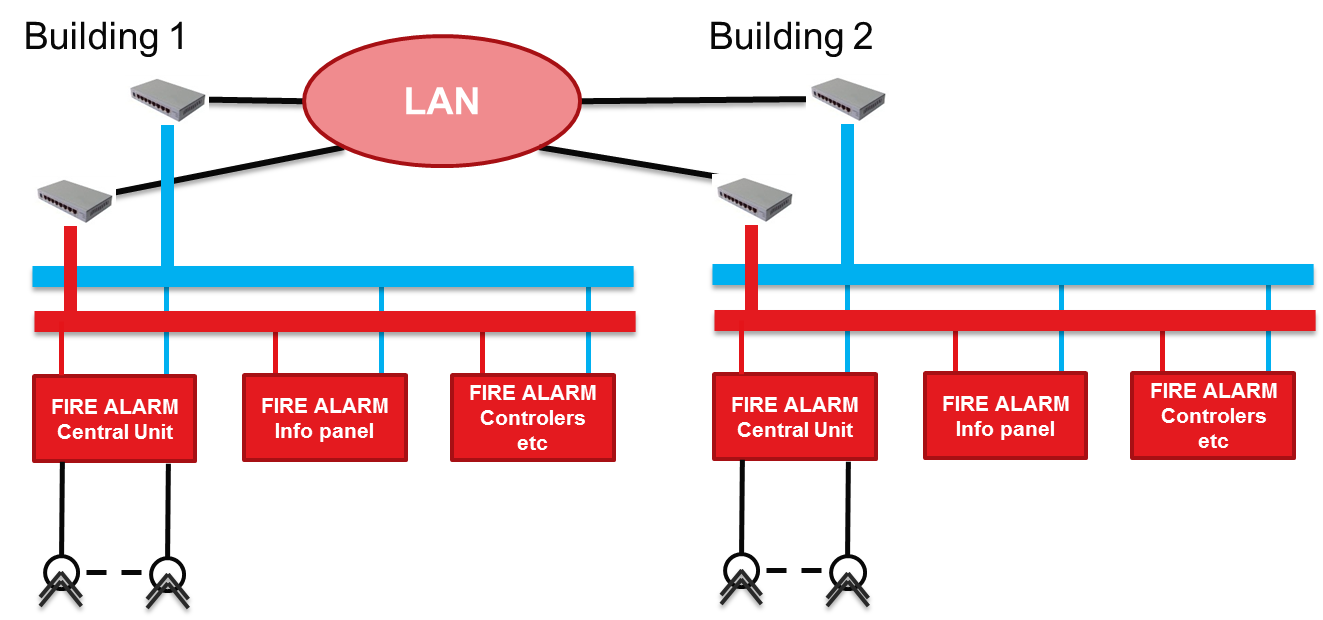 Building 1
Building 2
LAN
FIRE ALARM
Central Unit
FIRE ALARM
Info panel
FIRE ALARM
Controlers
etc
FIRE ALARM
Central Unit
FIRE ALARM
Info panel
FIRE ALARM
Controlers
etc